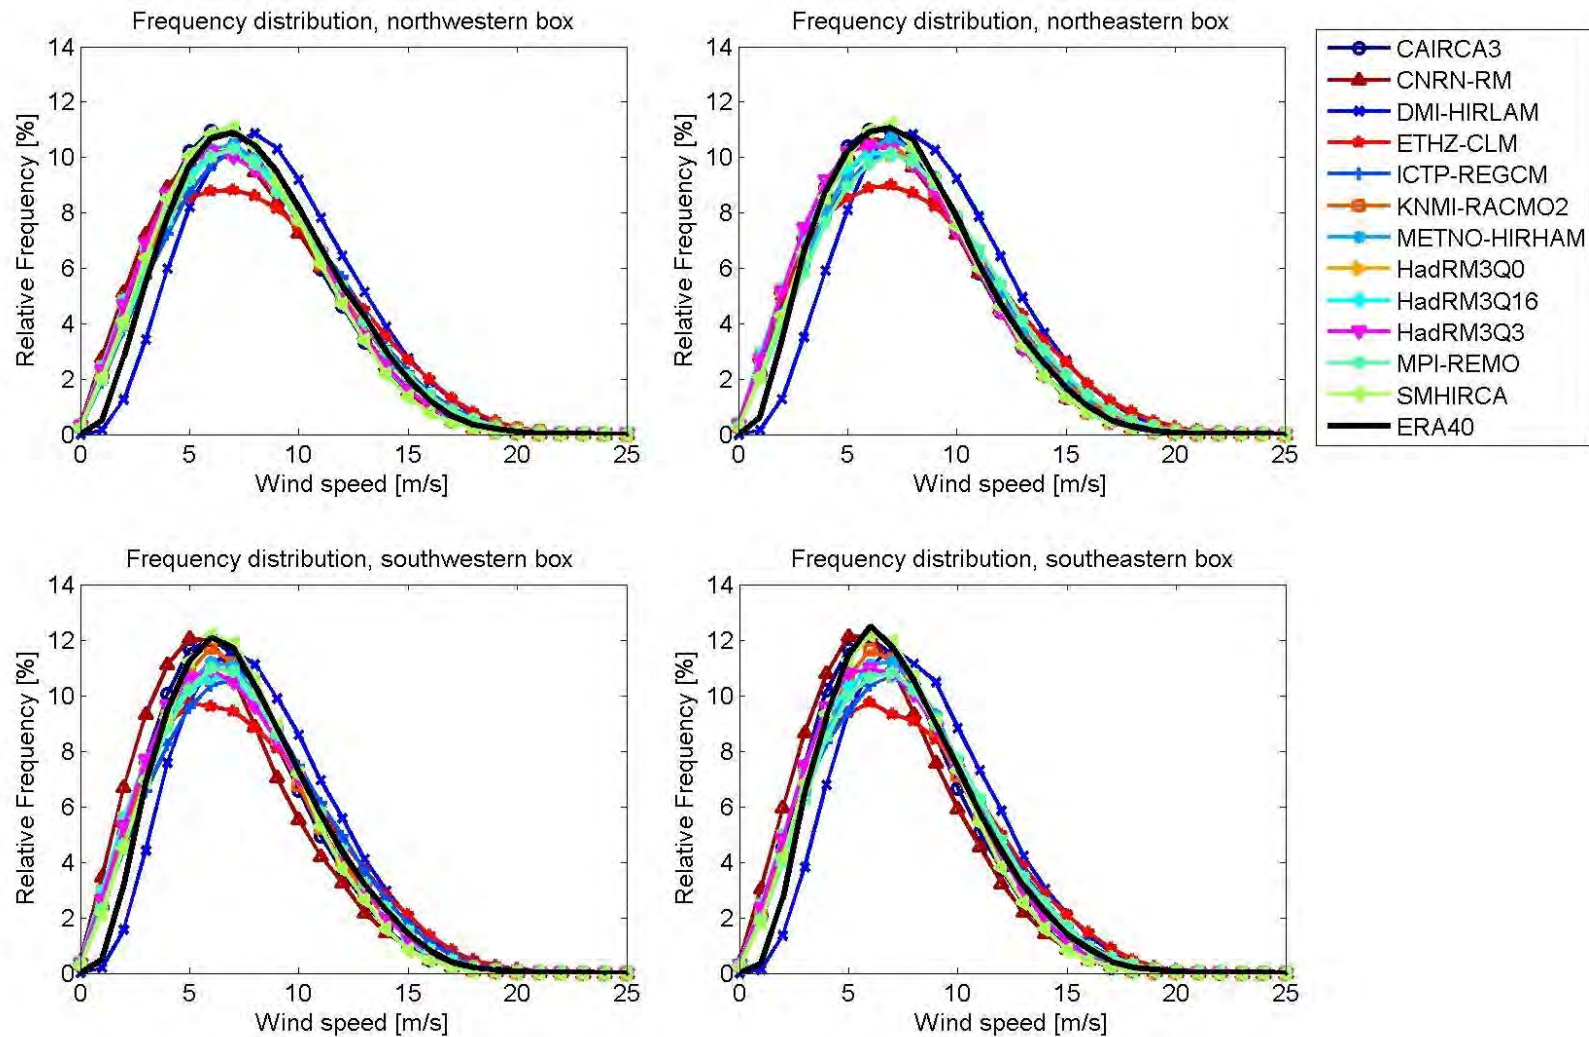 Frequency distribution, northwestern box
14
12
10
8
6
4
2
0
Relative Frequency [%]
0 5 10 15 20 25
Wind speed [m/s]
Frequency distribution, northeastern box
14
12
10
8
6
4
2
0
Relative Frequency [%]
0 5 10 15 20 25
Wind speed [m/s]
CAIRCA3
CNRN-RM
DMI-HIRLAM
ETHZ-CLM
ICTP-REGCM
KNMI-RACMO2
METNO-HIRHAM
HadRM3Q0
HadRM3Q16
HadRM3Q3
MPI-REMO
SMHIRCA
ERA40
Frequency distribution, southwestern box
14
12
10
8
6
4
2
0
Relative Frequency [%]
0 5 10 15 20 25
Wind speed [m/s]
Frequency distribution, southeastern box
14
12
10
8
6
4
2
0
Relative Frequency [%]
0 5 10 15 20 25
Wind speed [m/s]